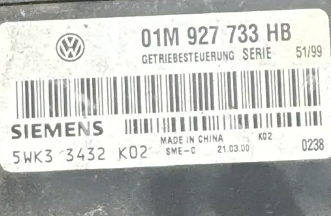 01M 927 733 HB
GETRIEBESTEUERUNG SERIE 51/99
SIEMENS
MADE IN CHINA K02
5WK3 3432 K02 SME-C 21.03.00 0238